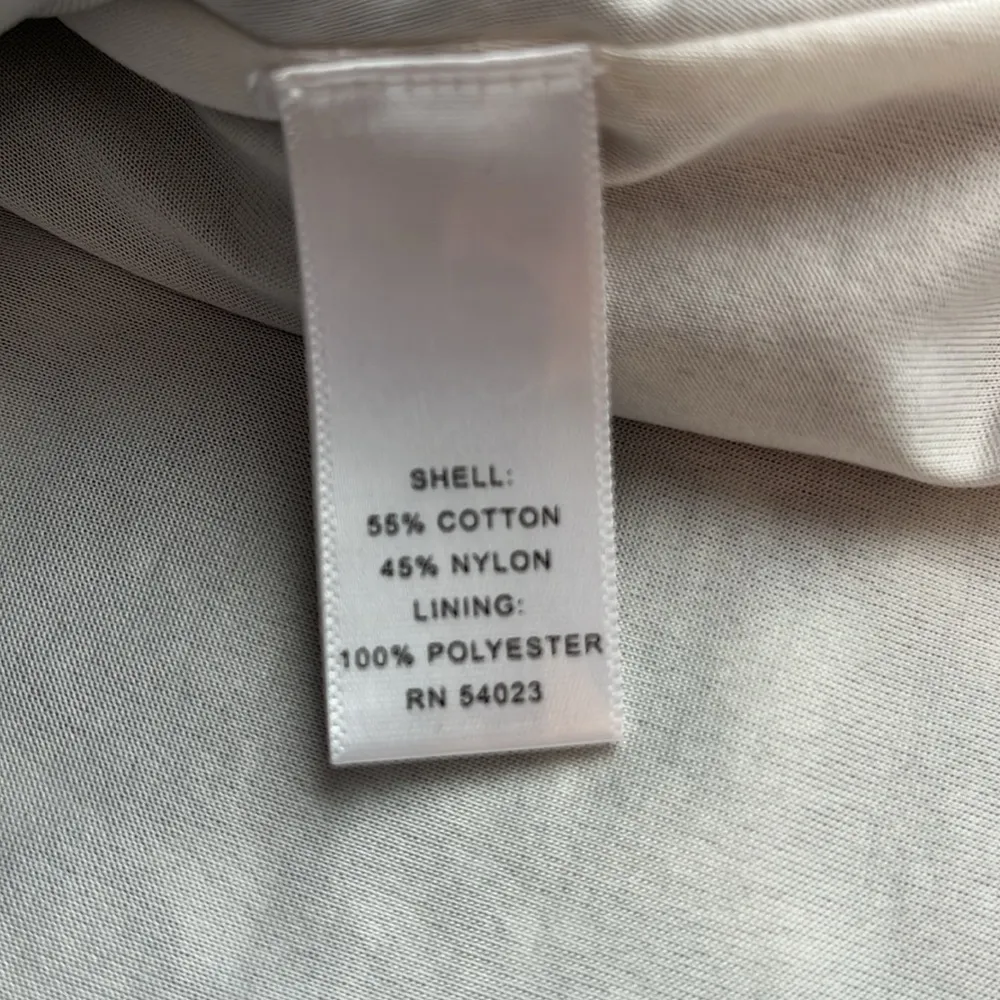 SHELL:
55% COTTON
45% NYLON
LINING:
100% POLYESTER
RN 54023